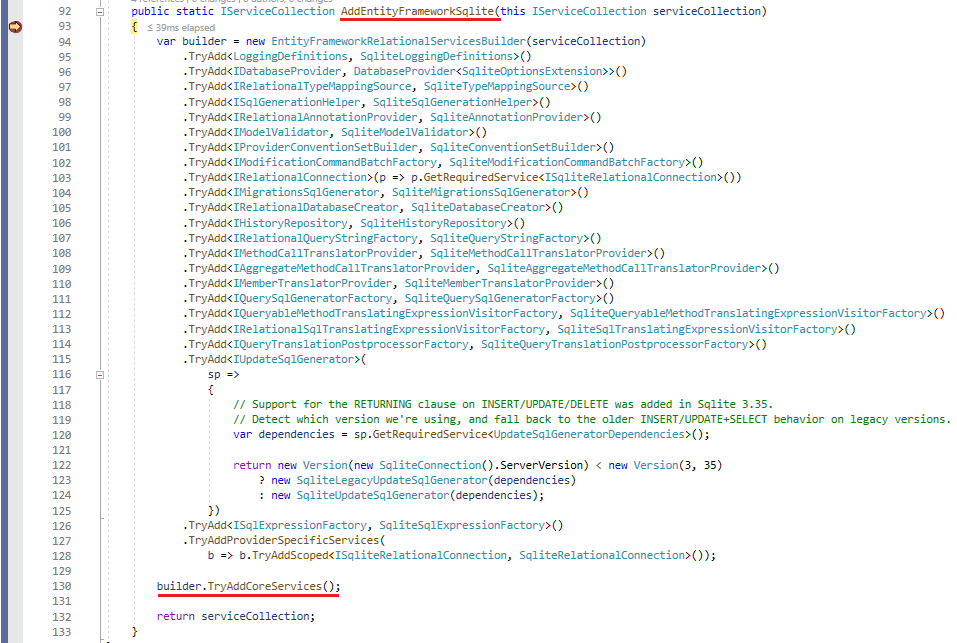 92 public static IServiceCollection AddEntityFrameworkSqlite(this IServiceCollection serviceCollection)
93 { ≤ 39ms elapsed
94 var builder = new EntityFrameworkRelationalServicesBuilder(serviceCollection)
95 .TryAdd<LoggingDefinitions, SqliteLoggingDefinitions>()
96 .TryAdd<IDatabaseProvider, DatabaseProvider<SqliteOptionsExtension>>()
97 .TryAdd<IRelationalTypeMappingSource, SqliteTypeMappingSource>()
98 .TryAdd<ISqlGenerationHelper, SqliteSqlGenerationHelper>()
99 .TryAdd<IRelationalAnnotationProvider, SqliteAnnotationProvider>()
100 .TryAdd<IModelValidator, SqliteModelValidator>()
101 .TryAdd<IProviderConventionSetBuilder, SqliteConventionSetBuilder>()
102 .TryAdd<IModificationCommandBatchFactory, SqliteModificationCommandBatchFactory>()
103 .TryAdd<IRelationalConnection>(p => p.GetRequiredService<ISqliteRelationalConnection>())
104 .TryAdd<IMigrationsSqlGenerator, SqliteMigrationsSqlGenerator>()
105 .TryAdd<IRelationalDatabaseCreator, SqliteDatabaseCreator>()
106 .TryAdd<IHistoryRepository, SqliteHistoryRepository>()
107 .TryAdd<IRelationalQueryStringFactory, SqliteQueryStringFactory>()
108 .TryAdd<IMethodCallTranslatorProvider, SqliteMethodCallTranslatorProvider>()
109 .TryAdd<IAggregateMethodCallTranslatorProvider, SqliteAggregateMethodCallTranslatorProvider>()
110 .TryAdd<IMemberTranslatorProvider, SqliteMemberTranslatorProvider>()
111 .TryAdd<IQuerySqlGeneratorFactory, SqliteQuerySqlGeneratorFactory>()
112 .TryAdd<IQueryableMethodTranslatingExpressionVisitorFactory, SqliteQueryableMethodTranslatingExpressionVisitorFactory>()
113 .TryAdd<IRelationalSqlTranslatingExpressionVisitorFactory, SqliteSqlTranslatingExpressionVisitorFactory>()
114 .TryAdd<IQueryTranslationPostprocessorFactory, SqliteQueryTranslationPostprocessorFactory>()
115 .TryAdd<IUpdateSqlGenerator>(
116 sp =>
117 {
118 // Support for the RETURNING clause on INSERT/UPDATE/DELETE was added in Sqlite 3.35.
119 // Detect which version we're using, and fall back to the older INSERT/UPDATE+SELECT behavior on legacy versions.
120 var dependencies = sp.GetRequiredService<UpdateSqlGeneratorDependencies>();
121
122 return new Version(new SqliteConnection().ServerVersion) < new Version(3, 35)
123 ? new SqliteLegacyUpdateSqlGenerator(dependencies)
124 : new SqliteUpdateSqlGenerator(dependencies);
125 })
126 .TryAdd<ISqlExpressionFactory, SqliteSqlExpressionFactory>()
127 .TryAddProviderSpecificServices(
128 b => b.TryAddScoped<ISqliteRelationalConnection, SqliteRelationalConnection>());
129
130 builder.TryAddCoreServices();
131
132 return serviceCollection;
133 }